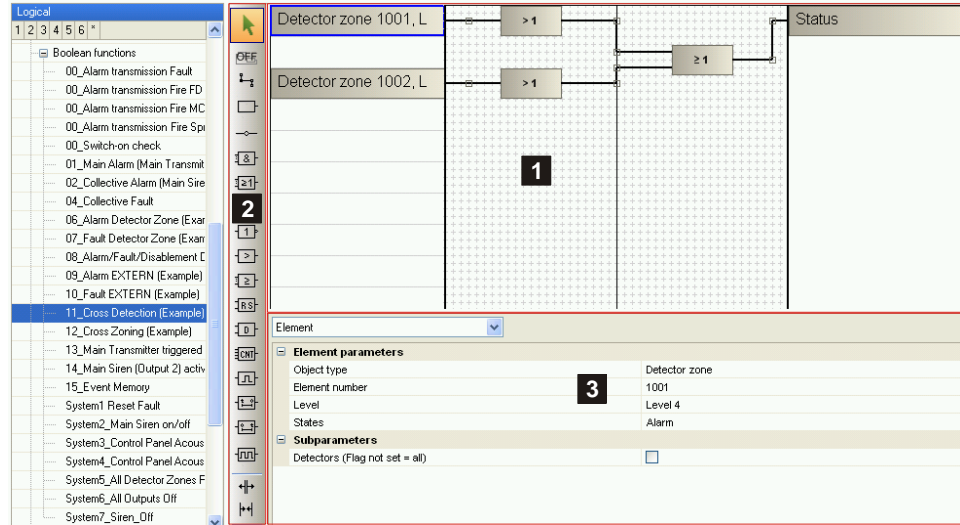 Logical
1 2 3 4 5 6 *
Boolean functions
00_Alarm transmission Fault
00_Alarm transmission Fire FD
00_Alarm transmission Fire MC
00_Alarm transmission Fire Spr
00_Switch-on check
01_Main Alarm (Main Transmit
02_Collective Alarm (Main Sire
04_Collective Fault
06_Alarm Detector Zone (Exar
07_Fault Detector Zone (Exam
08_Alarm/Fault/Disablement D
09_Alarm EXTERN (Example)
10_Fault EXTERN (Example)
11_Cross Detection (Example)
12_Cross Zoning (Example)
13_Main Transmitter triggered
14_Main Siren (Output 2) activ
15_Event Memory
System1 Reset Fault
System2_Main Siren on/off
System3_Control Panel Acous
System4_Control Panel Acous
System5_All Detector Zones F
System6_All Outputs Off
System7_Siren_Off
OFF
&
≥1
2
1
>
≥
RS
D
CNT
Detector zone 1001, L
> 1
Status
≥ 1
Detector zone 1002, L
> 1
1
Element
Element parameters
Object type Detector zone
Element number 1001
3
Level Level 4
States Alarm
Subparameters
Detectors (Flag not set = all)